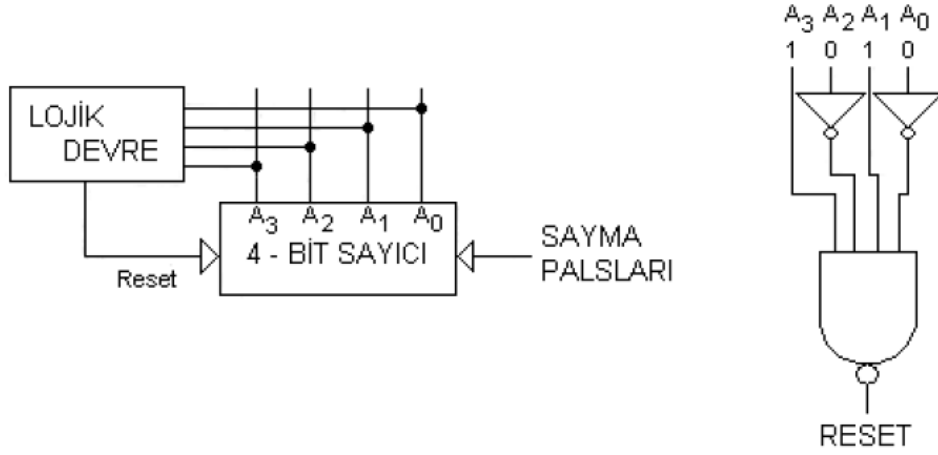 A3 A2 A1 A0
1 0 1 0
LOJİK
DEVRE
A3 A2 A1 A0
4 - BİT SAYICI
Reset
SAYMA
PALSLARI
RESET